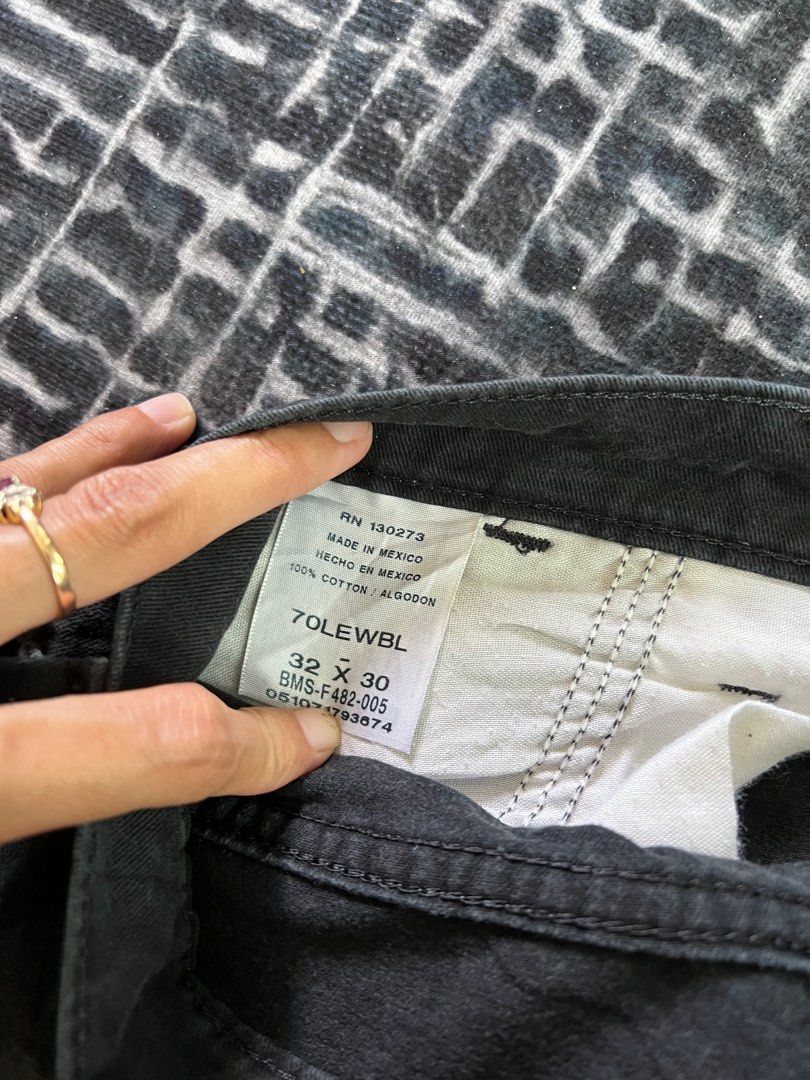 RN 130273
MADE IN MEXICO
HECHO EN MEXICO
100% COTTON / ALGODON
70LEWBL
32 X 30
BMS-F482-005
051071793674